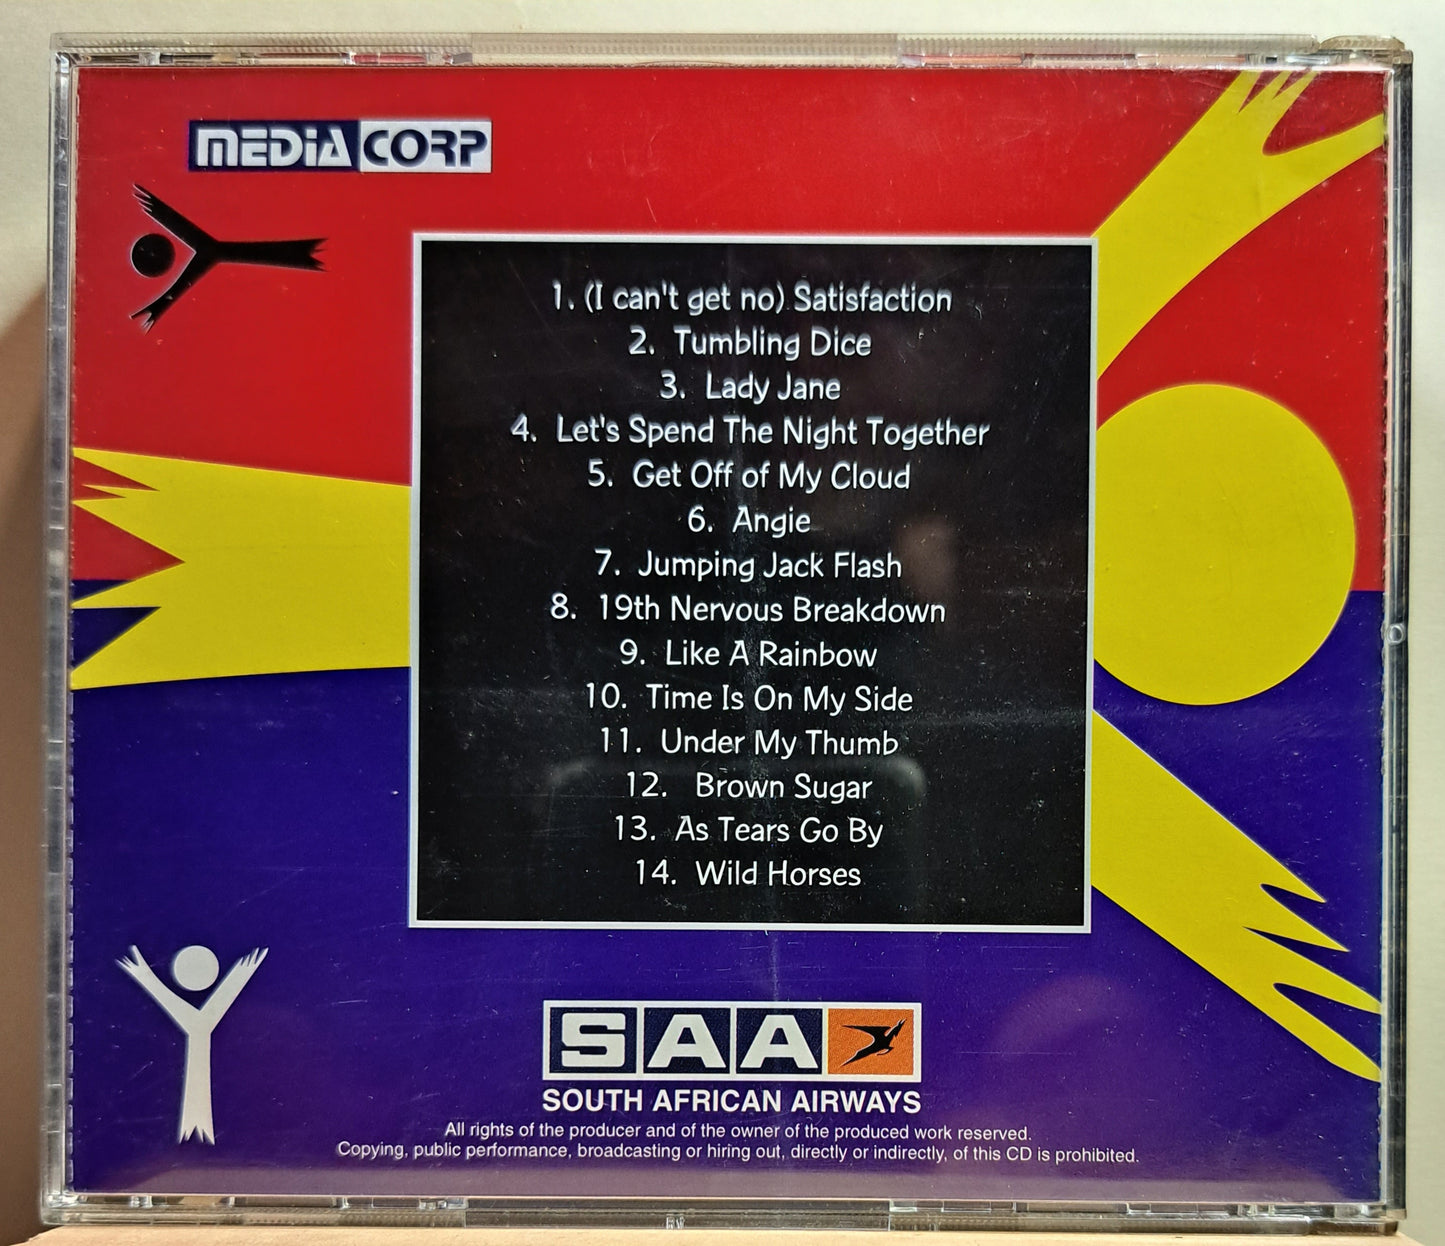 MEDIA CORP
1. (I can't get no) Satisfaction
2. Tumbling Dice
3. Lady Jane
4. Let's Spend The Night Together
5. Get Off of My Cloud
6. Angie
7. Jumping Jack Flash
8. 19th Nervous Breakdown
9. Like A Rainbow
10. Time Is On My Side
11. Under My Thumb
12. Brown Sugar
13. As Tears Go By
14. Wild Horses
SAA
SOUTH AFRICAN AIRWAYS
All rights of the producer and of the owner of the produced work reserved.
Copying, public performance, broadcasting or hiring out, directly or indirectly, of this CD is prohibited.